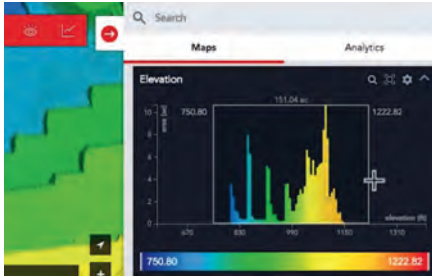 Search
Maps Analytics
Elevation
151.04 ac
750.80 1222.82
area (ac)
10
8
6
4
2
0
670 830 990 1150 1310
elevation (ft)
750.80 1222.82